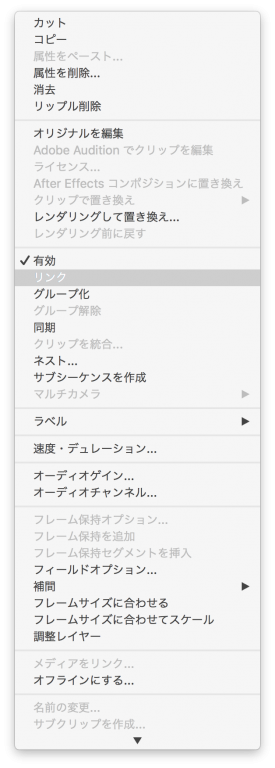 カット
コピー
属性をペースト...
属性を削除...
消去
リップル削除
オリジナルを編集
Adobe Audition でクリップを編集
ライセンス...
After Effects コンポジションに置き換え
クリップで置き換え
レンダリングして置き換え...
レンダリング前に戻す
有効
リンク
グループ化
グループ解除
同期
クリップを統合...
ネスト...
サブシーケンスを作成
マルチカメラ
ラベル
速度・デュレーション...
オーディオゲイン...
オーディオチャンネル...
フレーム保持オプション...
フレーム保持を追加
フレーム保持セグメントを挿入
フィールドオプション...
補間
フレームサイズに合わせる
フレームサイズに合わせてスケール
調整レイヤー
メディアをリンク...
オフラインにする...
名前の変更...
サブクリップを作成...